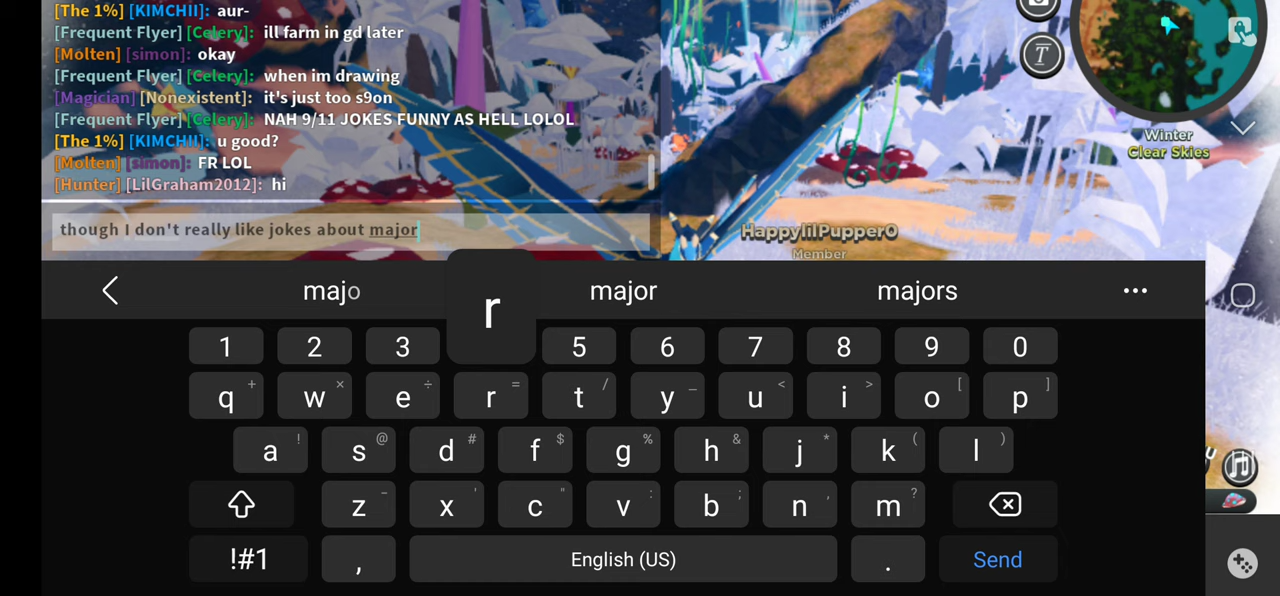 [The 1%] [KIMCHII]: aur-
[Frequent Flyer] [Celery]: ill farm in gd later
[Molten] [simon]: okay
[Frequent Flyer] [Celery]: when im drawing
[Magician] [Nonexistent]: it's just too s9on
[Frequent Flyer] [Celery]: NAH 9/11 JOKES FUNNY AS HELL LOLOL
[The 1%] [KIMCHII]: u good?
[Molten] [simon]: FR LOL
[Hunter] [LilGraham2012]: hi
though I don't really like jokes about major
T
Winter
Clear Skies
HappylilPupper0
Member
majo
r
major
majors
1 2 3 5 6 7 8 9 0
q + w × e ÷ r = t / y _ u < i > o [ p ]
a ! s @ d # f $ g % h & j * k ( l )
z - x ' c " v : b ; n , m ?
!#1 , English (US) . Send